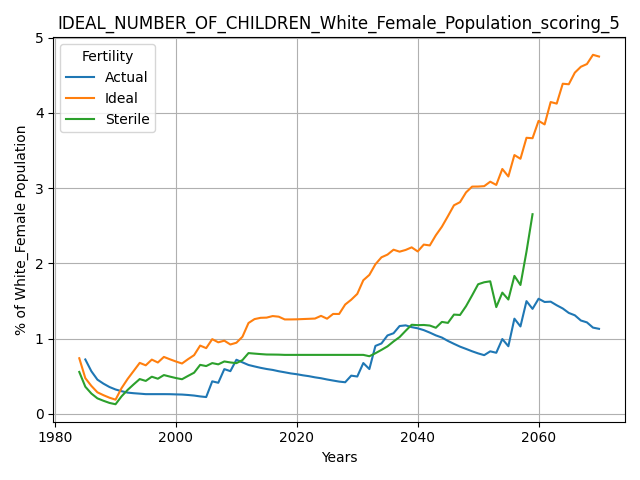 IDEAL_NUMBER_OF_CHILDREN_White_Female_Population_scoring_5
Fertility
Actual
Ideal
Sterile
% of White_Female Population
5
4
3
2
1
0
1980 2000 2020 2040 2060
Years